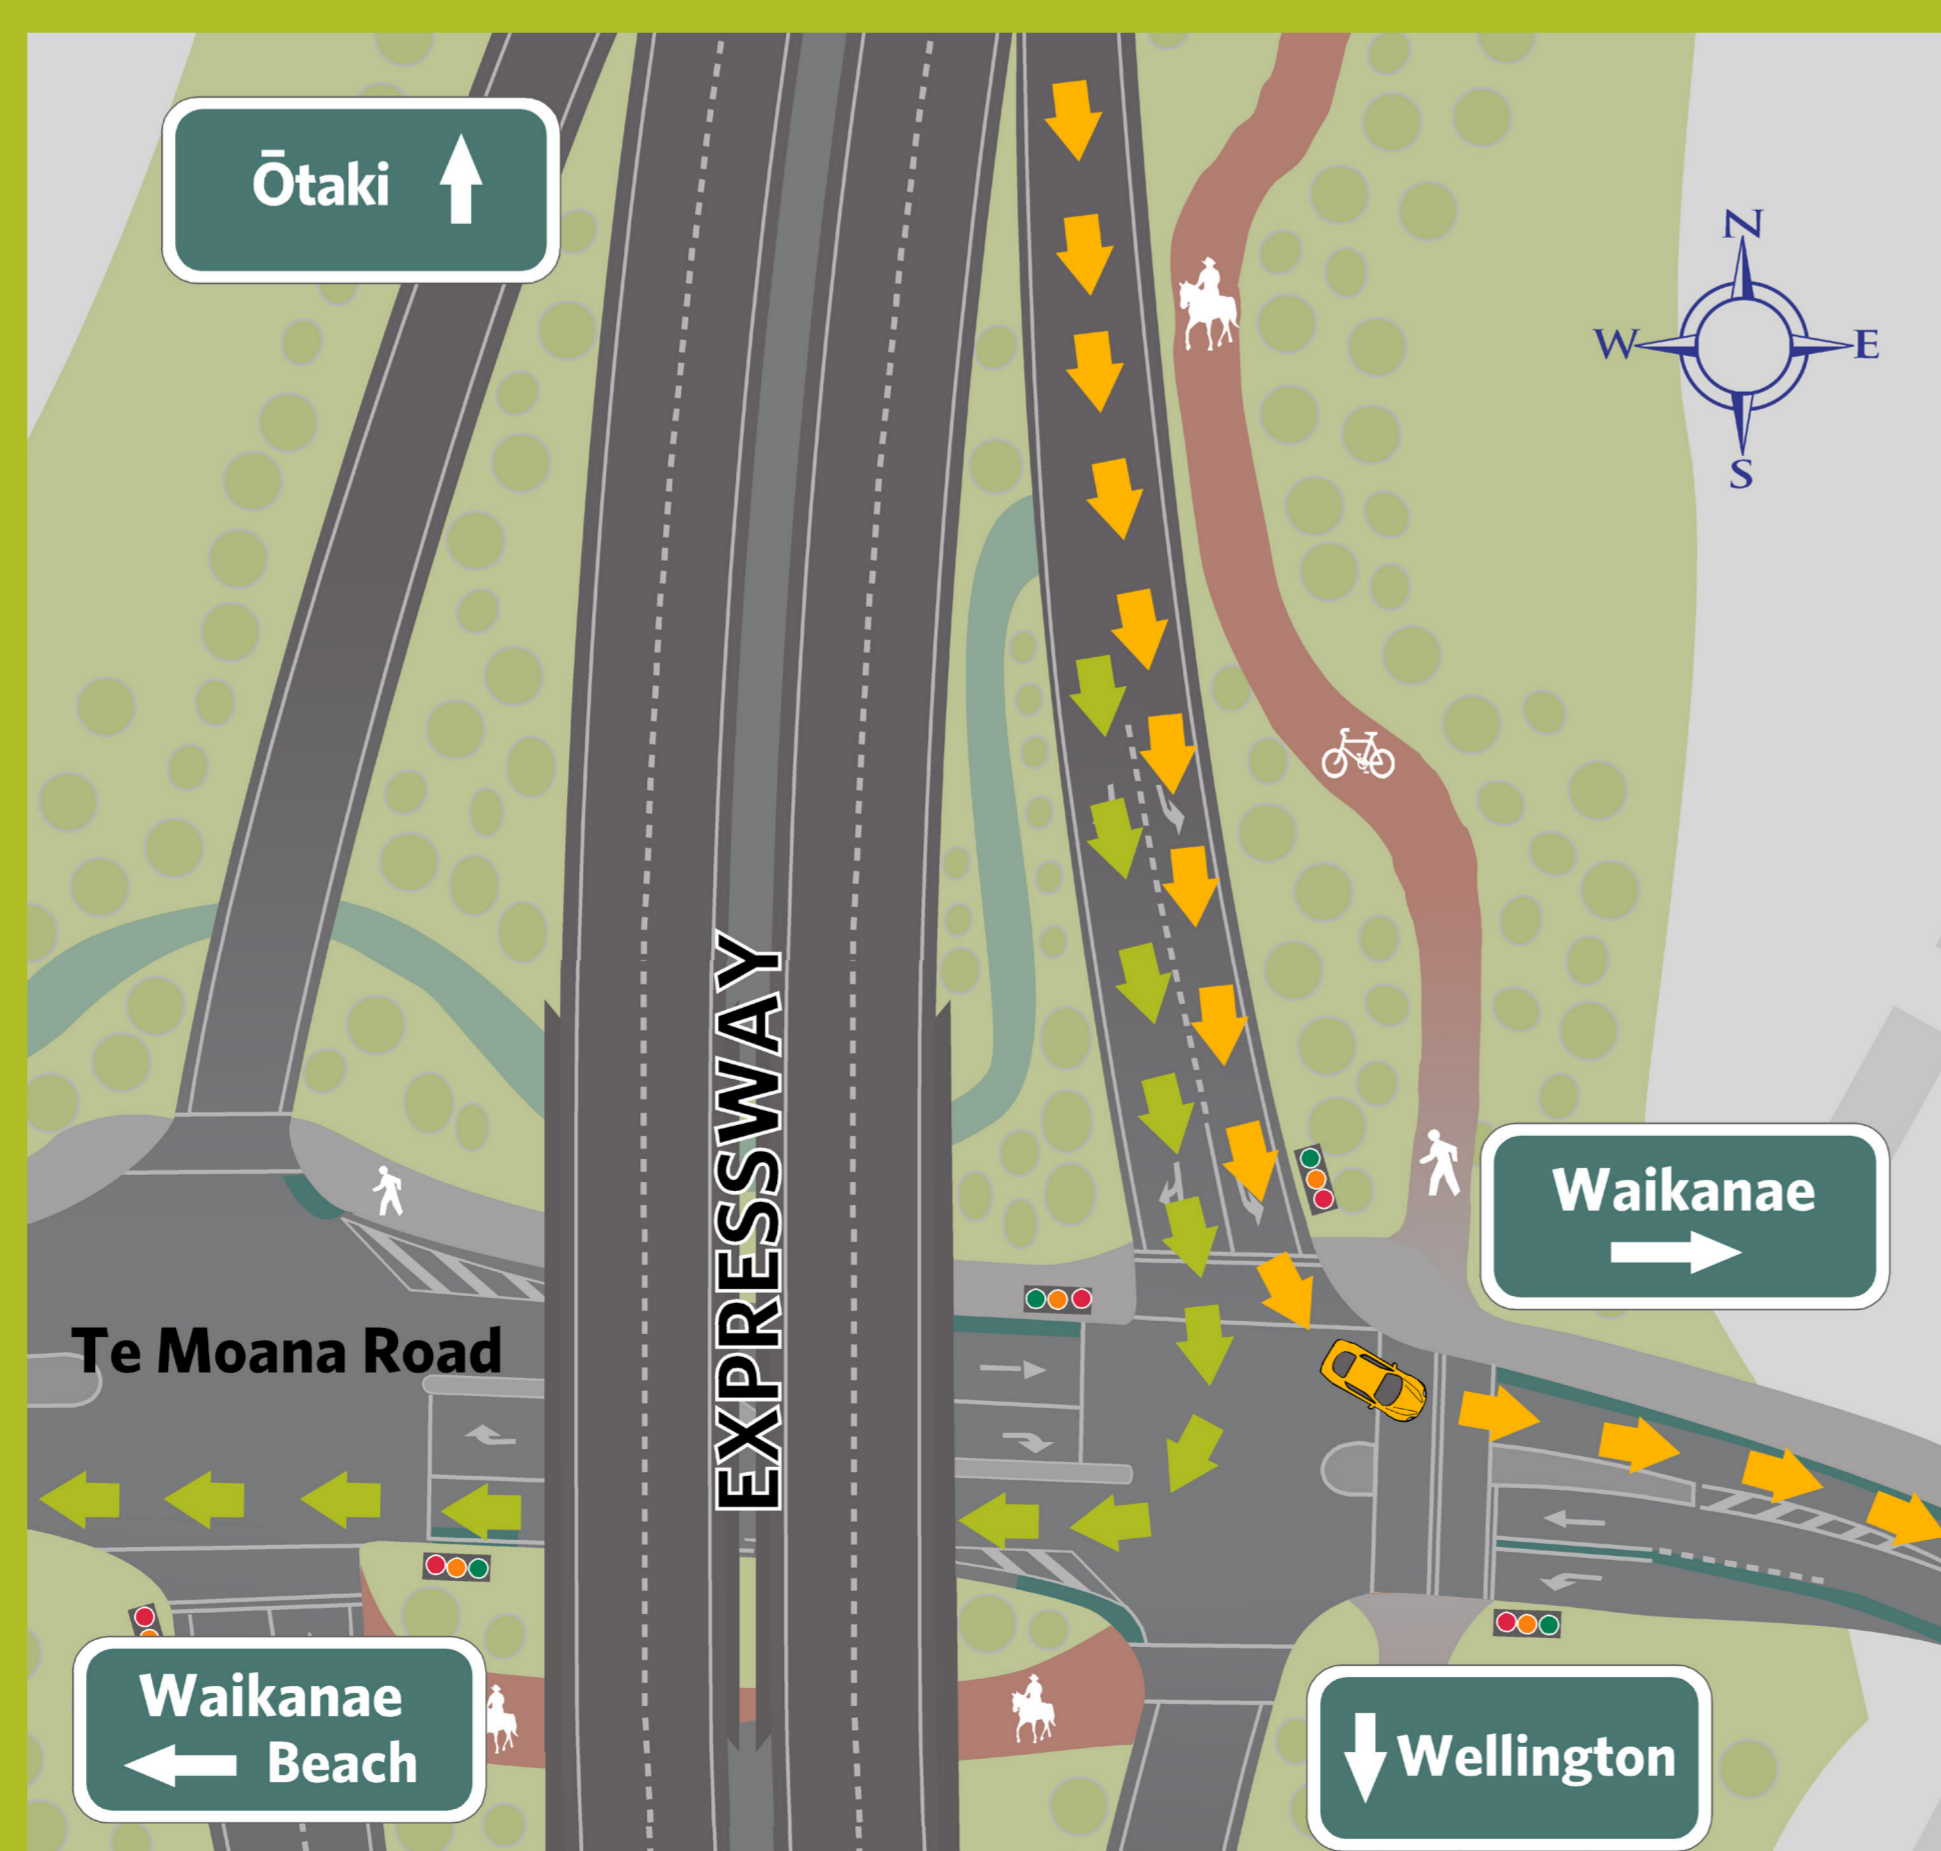 Ōtaki
N
W
E
S
EXPRESSWAY
Waikanae
Te Moana Road
Waikanae
Beach
Wellington